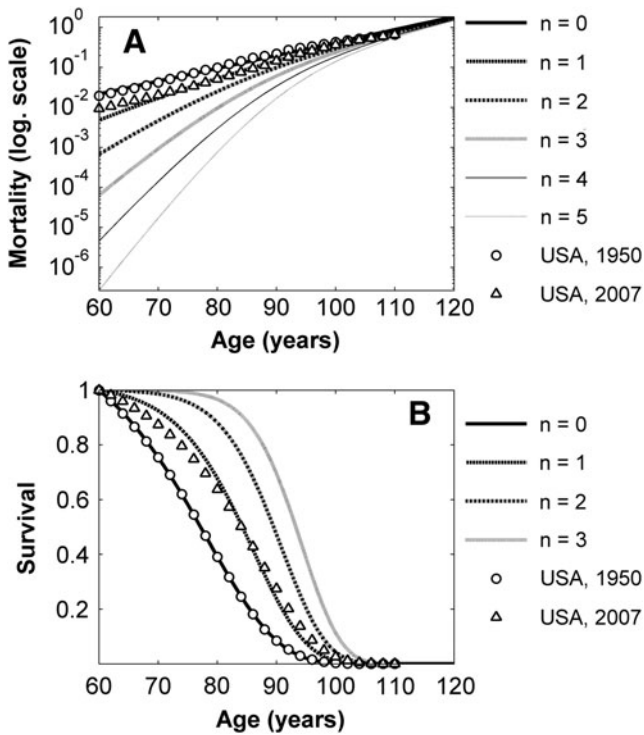 A
Mortality (log. scale)
10^0
10^-1
10^-2
10^-3
10^-4
10^-5
10^-6
60 70 80 90 100 110 120
Age (years)
n = 0
n = 1
n = 2
n = 3
n = 4
n = 5
USA, 1950
USA, 2007
B
Survival
1
0.8
0.6
0.4
0.2
60 70 80 90 100 110 120
Age (years)
n = 0
n = 1
n = 2
n = 3
USA, 1950
USA, 2007